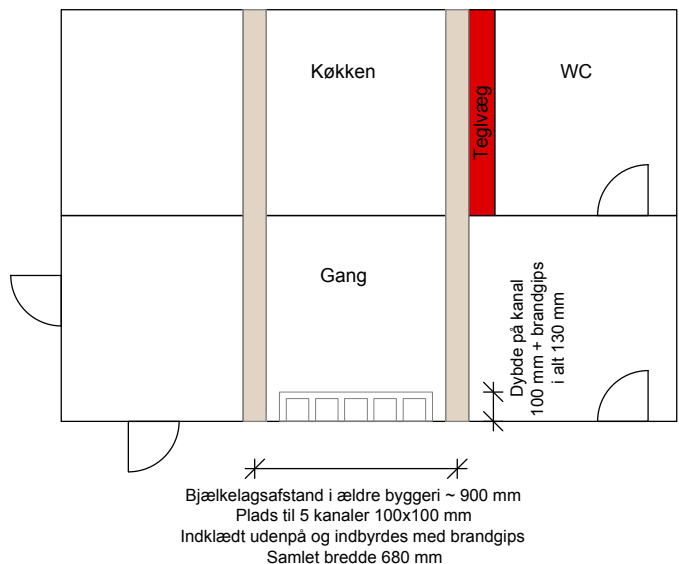 Køkken
WC
Teglvæg
Gang
Dybde på kanal
100 mm + brandgips
i alt 130 mm
Bjælkelagsafstand i ældre byggeri ~ 900 mm
Plads til 5 kanaler 100x100 mm
Indklædt udenpå og indbyrdes med brandgips
Samlet bredde 680 mm